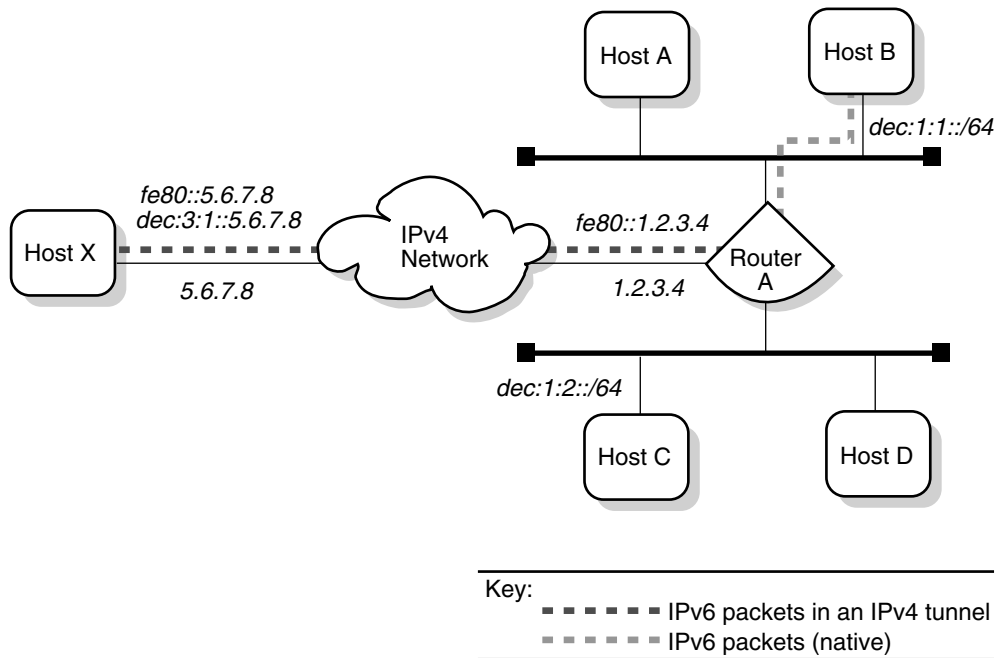 Host A
Host B
dec:1:1::/64
fe80::5.6.7.8
dec:3:1::5.6.7.8
Host X
5.6.7.8
IPv4
Network
fe80::1.2.3.4
1.2.3.4
Router
A
dec:1:2::/64
Host C
Host D
Key:
IPv6 packets in an IPv4 tunnel
IPv6 packets (native)